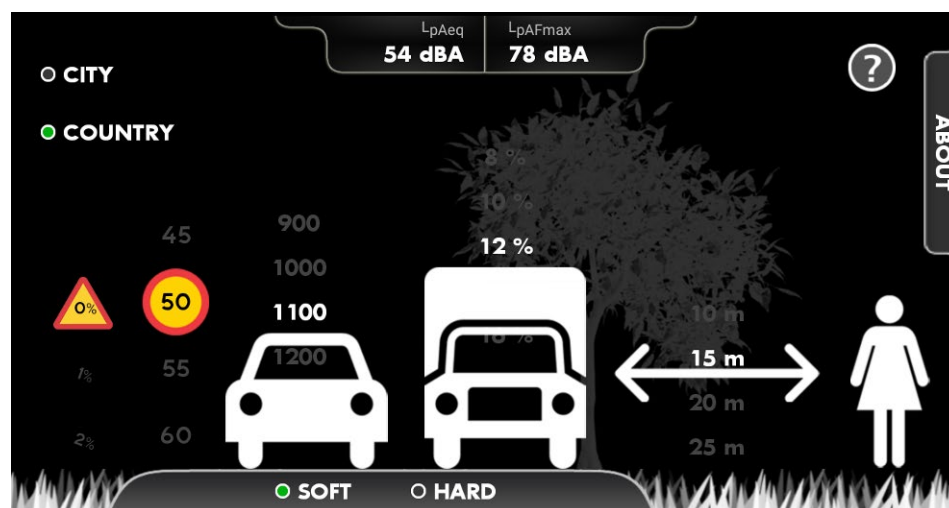 LpAeq
54 dBA
LpAFmax
78 dBA
?
ABOUT
CITY
COUNTRY
0%
1%
2%
45
50
55
60
900
1000
1100
1200
8 %
10 %
12 %
16 %
10 m
15 m
20 m
25 m
SOFT
HARD